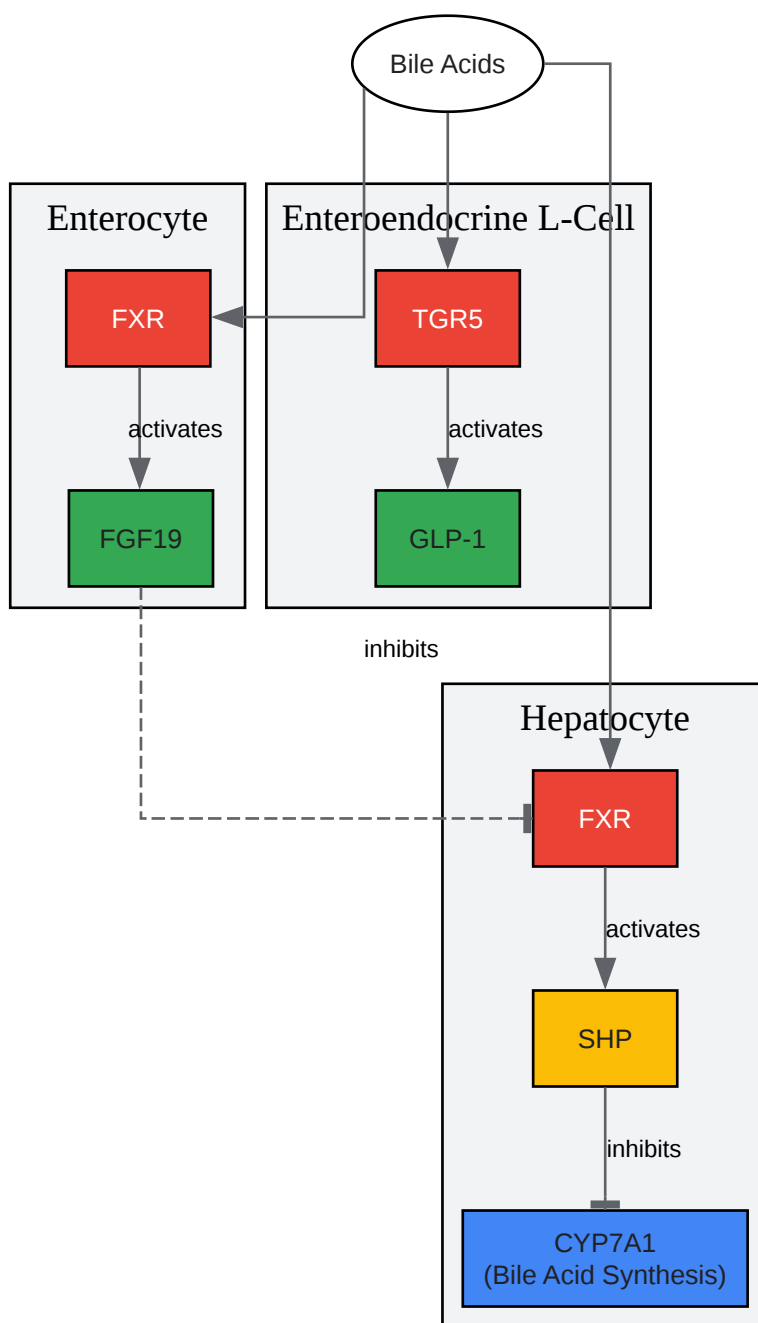 Bile Acids
Enterocyte
Enteroendocrine L-Cell
FXR
TGR5
activates
activates
FGF19
GLP-1
inhibits
Hepatocyte
FXR
activates
SHP
inhibits
CYP7A1
(Bile Acid Synthesis)